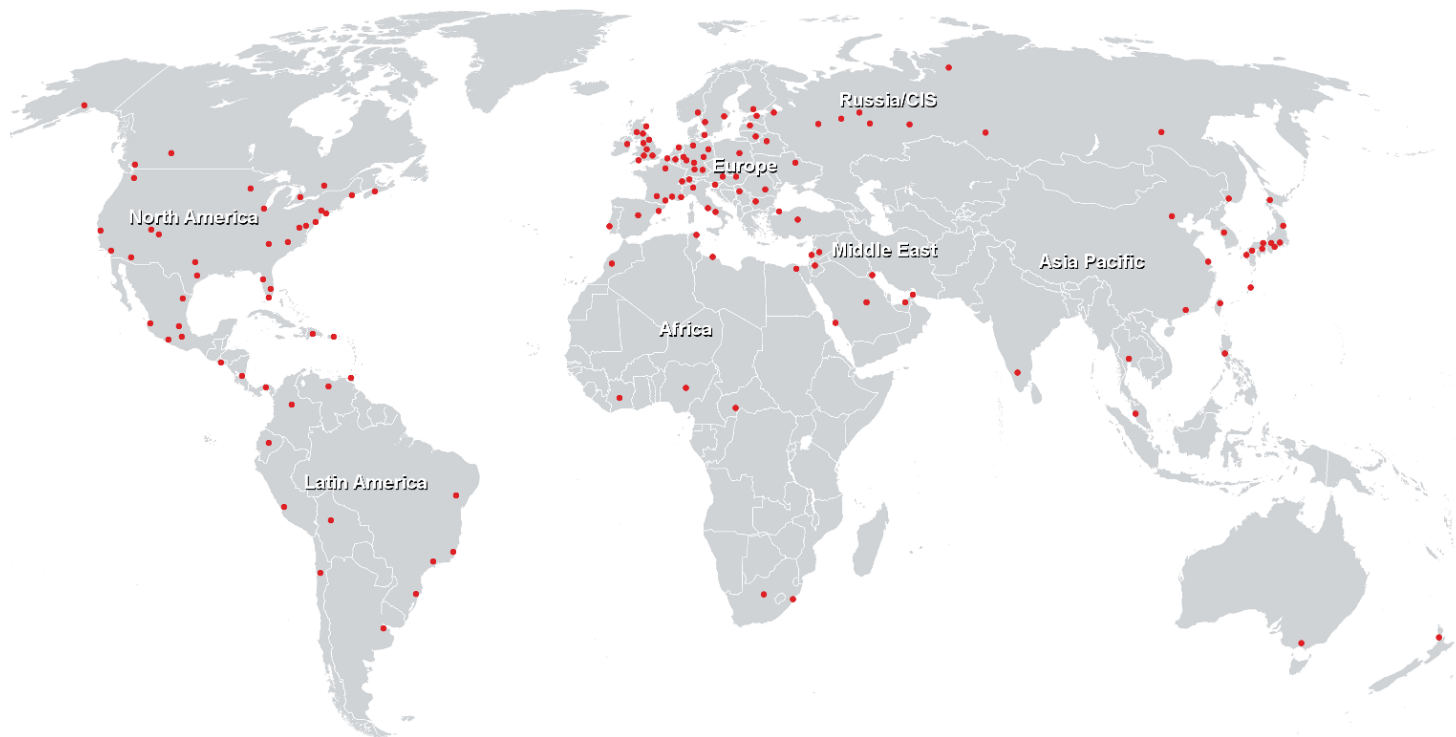 Russia/CIS
Europe
North America
Middle East
Asia Pacific
Africa
Latin America